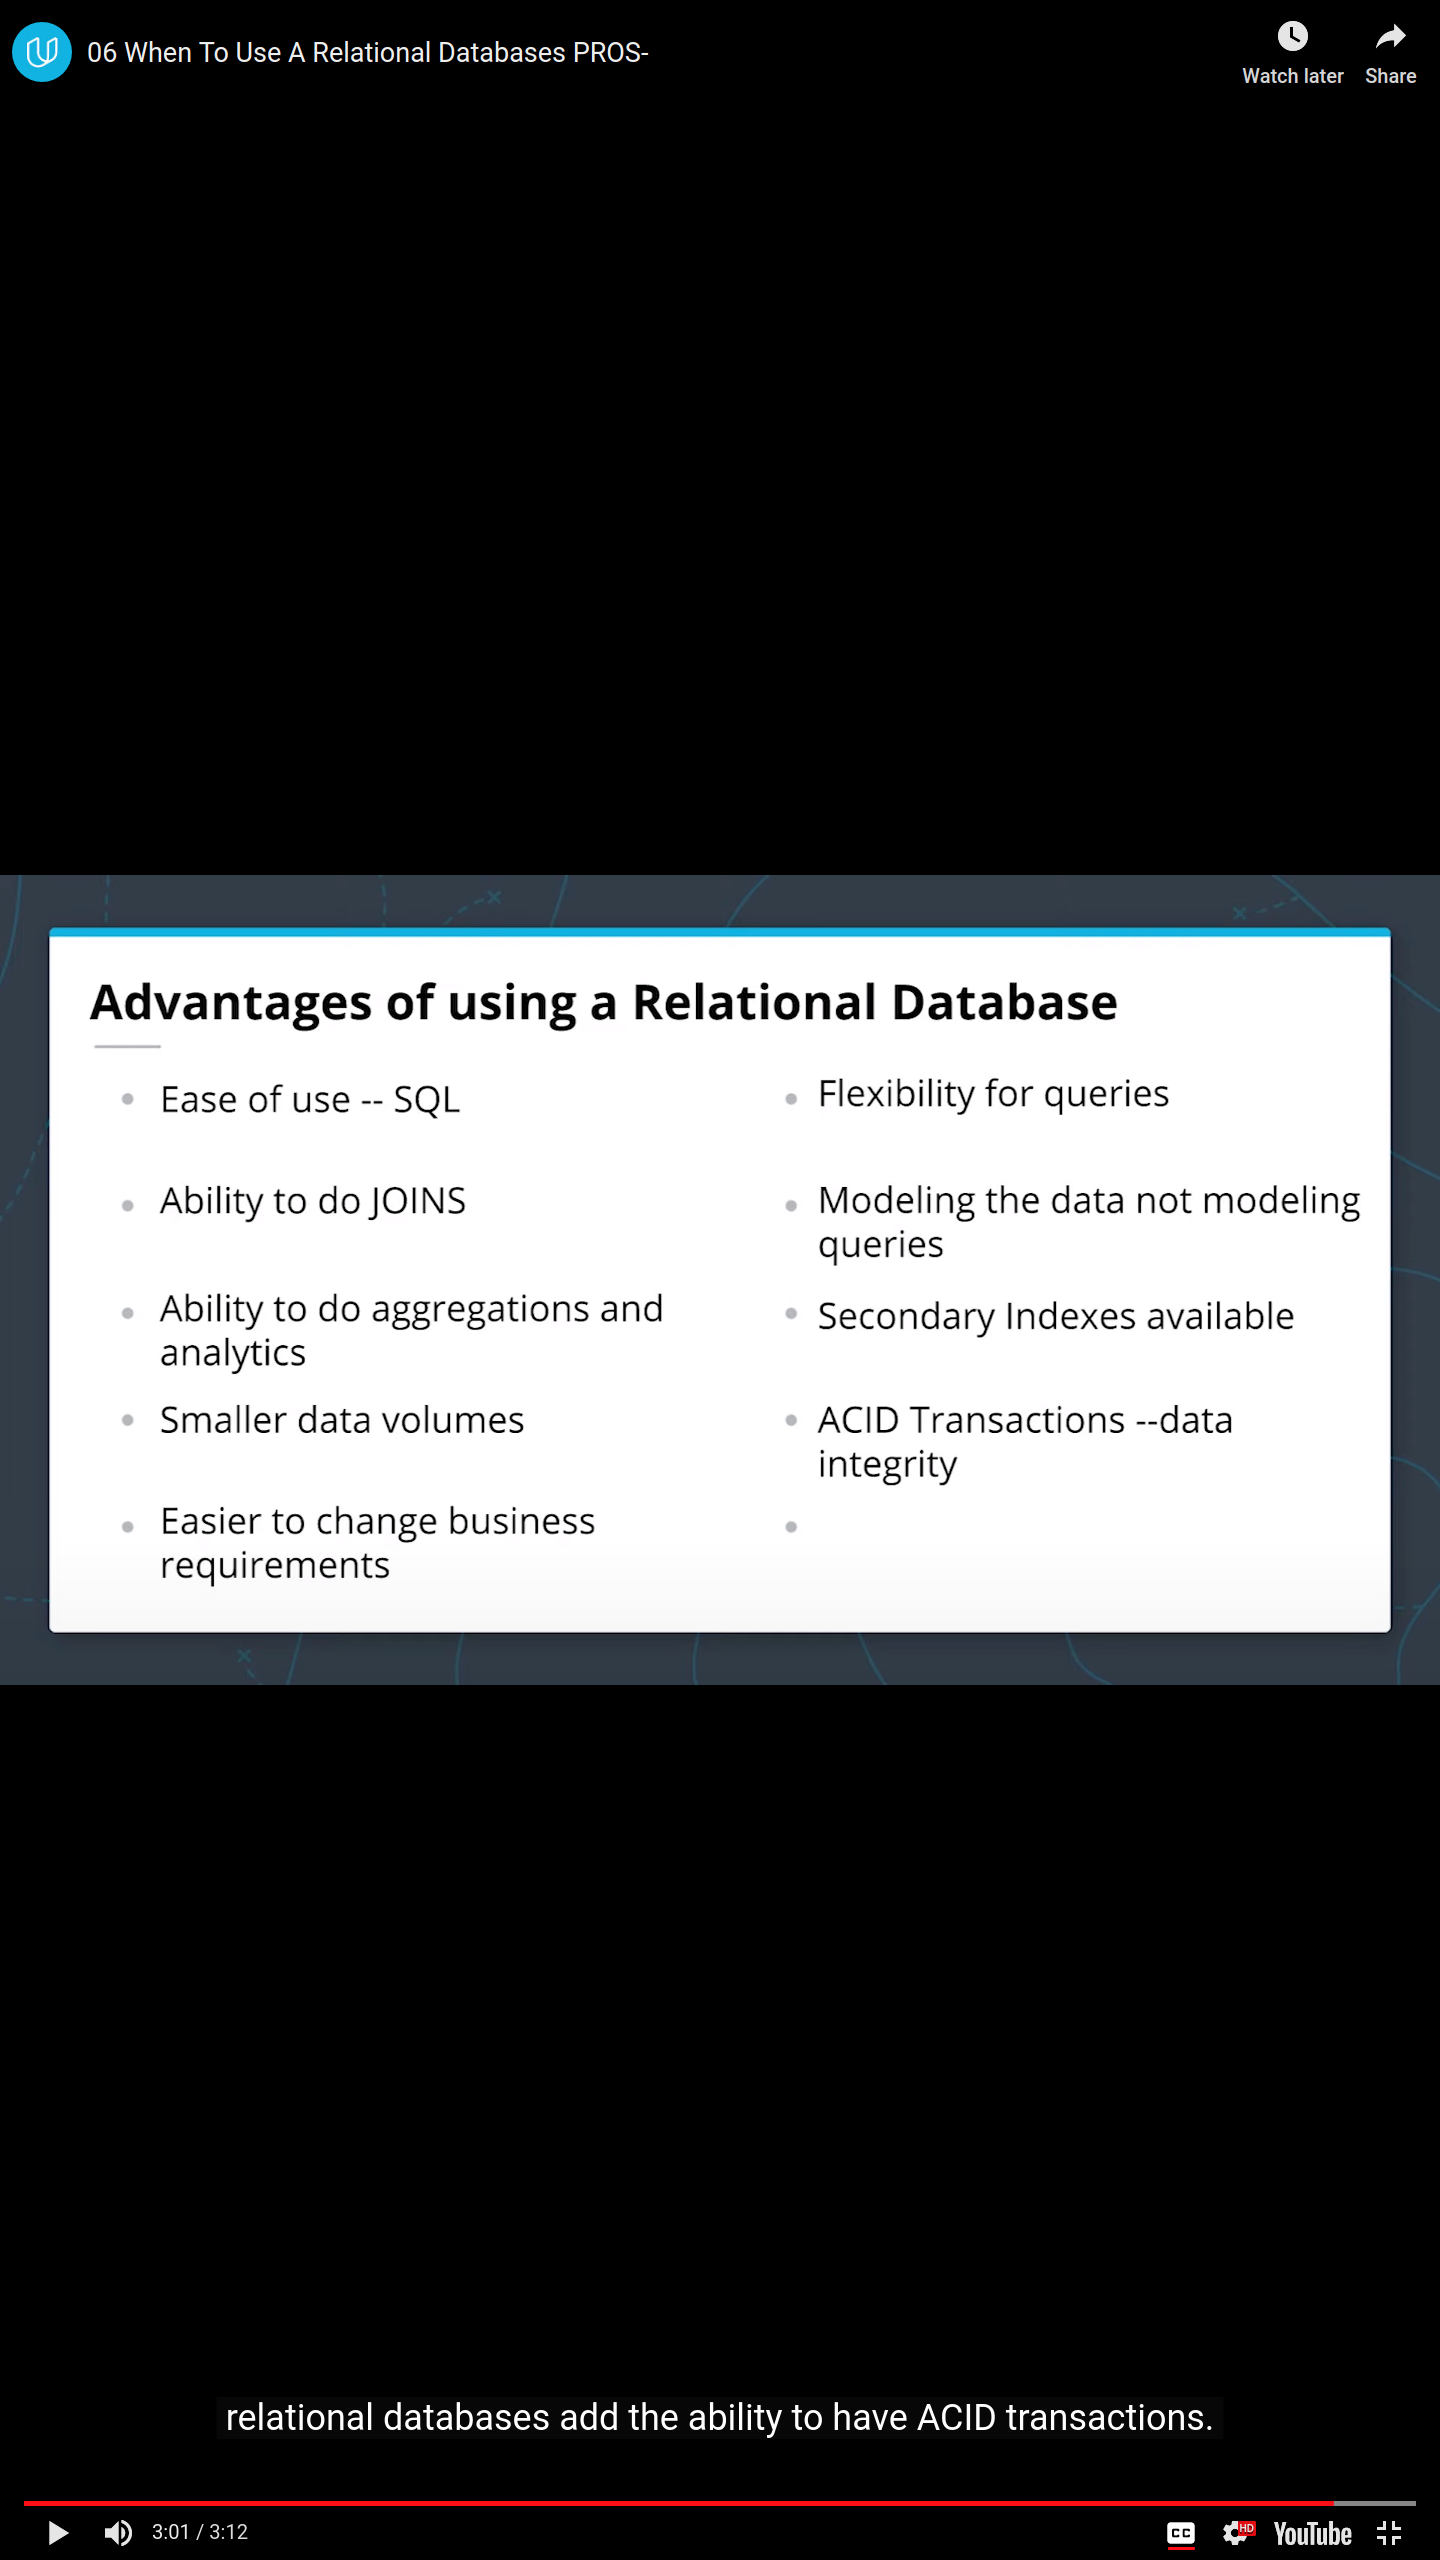 06 When To Use A Relational Databases PROS-
Watch later
Share
Advantages of using a Relational Database
Ease of use -- SQL
Ability to do JOINS
Ability to do aggregations and
analytics
Smaller data volumes
Easier to change business
requirements
Flexibility for queries
Modeling the data not modeling
queries
Secondary Indexes available
ACID Transactions --data
integrity
relational databases add the ability to have ACID transactions.
3:01 / 3:12
CC
HD
YouTube